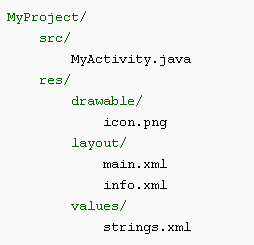 MyProject/
    src/
        MyActivity.java
    res/
        drawable/
            icon.png
        layout/
            main.xml
            info.xml
        values/
            strings.xml